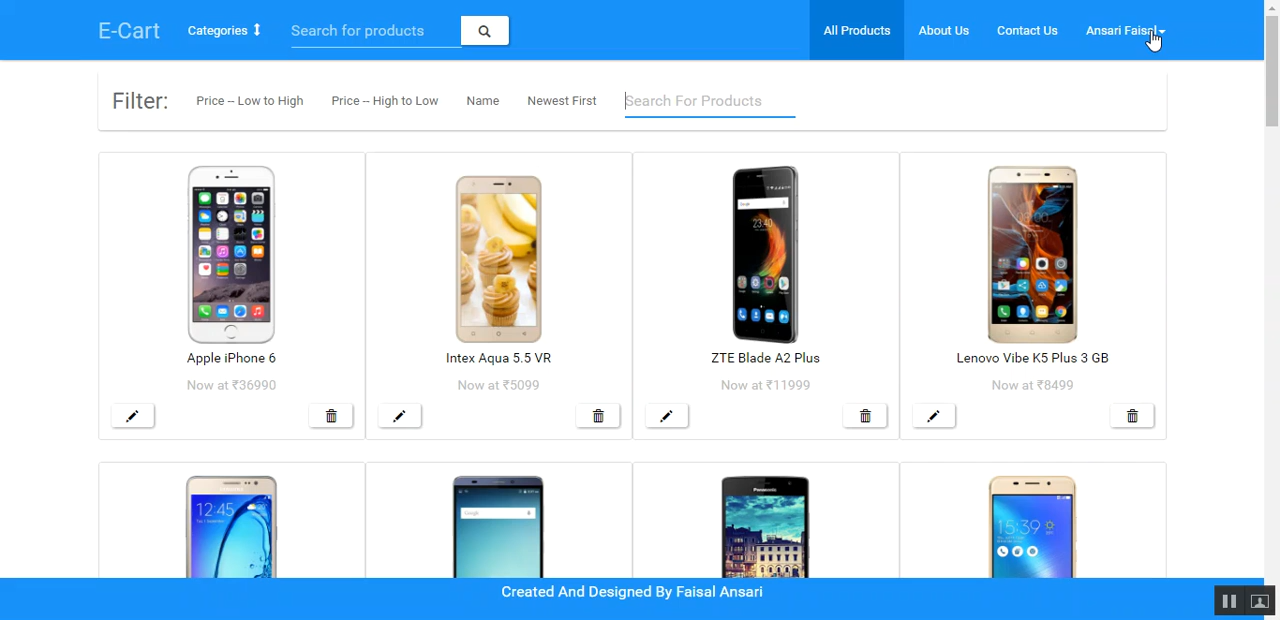 E-Cart Categories Search for products All Products About Us Contact Us Ansari Faisal
Filter: Price -- Low to High Price -- High to Low Name Newest First Search For Products
Apple iPhone 6 Intex Aqua 5.5 VR ZTE Blade A2 Plus Lenovo Vibe K5 Plus 3 GB
Now at ₹36990 Now at ₹5099 Now at ₹11999 Now at ₹8499
Created And Designed By Faisal Ansari